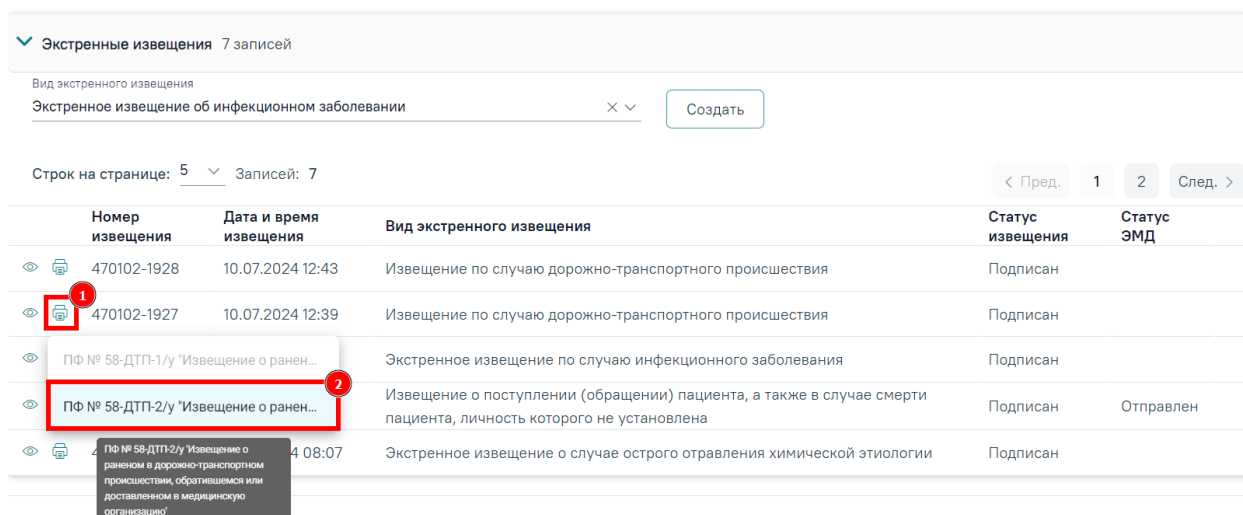 Экстренные извещения 7 записей
Вид экстренного извещения
Экстренное извещение об инфекционном заболевании
Создать
Строк на странице: 5 Записей: 7
Пред. 1 2 След.
Номер извещения
Дата и время извещения
Вид экстренного извещения
Статус извещения
Статус ЭМД
470102-1928 10.07.2024 12:43 Извещение по случаю дорожно-транспортного происшествия Подписан
1
470102-1927 10.07.2024 12:39 Извещение по случаю дорожно-транспортного происшествия Подписан
ПФ № 58-ДТП-1/у "Извещение о ранен...
Экстренное извещение по случаю инфекционного заболевания Подписан
2
ПФ № 58-ДТП-2/у "Извещение о ранен...
Извещение о поступлении (обращении) пациента, а также в случае смерти
пациента, личность которого не установлена
Подписан Отправлен
4 08:07 Экстренное извещение о случае острого отравления химической этиологии Подписан
ПФ № 58-ДТП-2/у "Извещение о
раненом в дорожно-транспортном
происшествии, обратившемся или
доставленном в медицинскую
организацию"